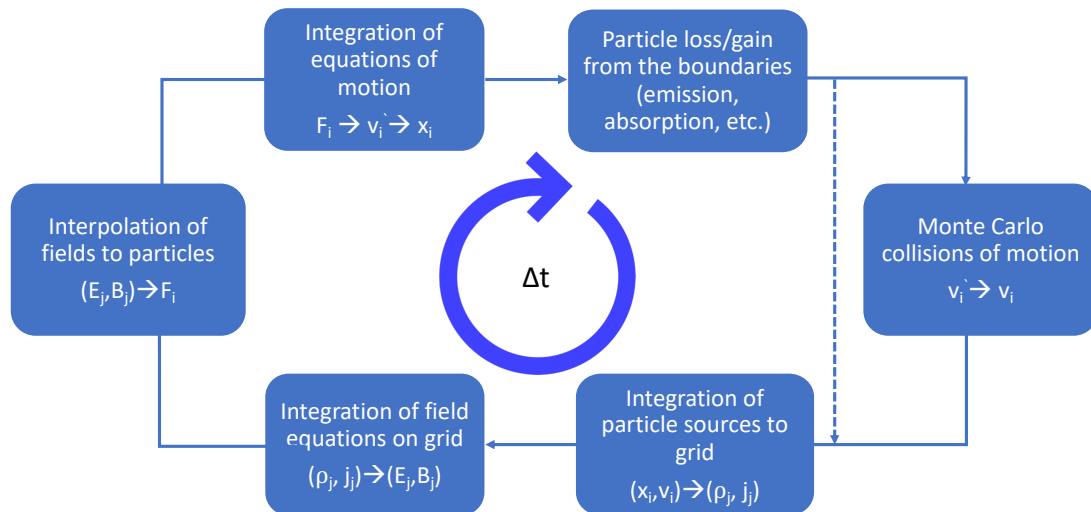 Integration of
equations of
motion
Fᵢ → vᵢ` → xᵢ
Particle loss/gain
from the boundaries
(emission,
absorption, etc.)
Interpolation of
fields to particles
(Eⱼ,Bⱼ)→Fᵢ
Δt
Monte Carlo
collisions of motion
vᵢ` → vᵢ
Integration of field
equations on grid
(ρⱼ, jⱼ)→(Eⱼ,Bⱼ)
Integration of
particle sources to
grid
(xᵢ,vᵢ)→(ρⱼ, jⱼ)